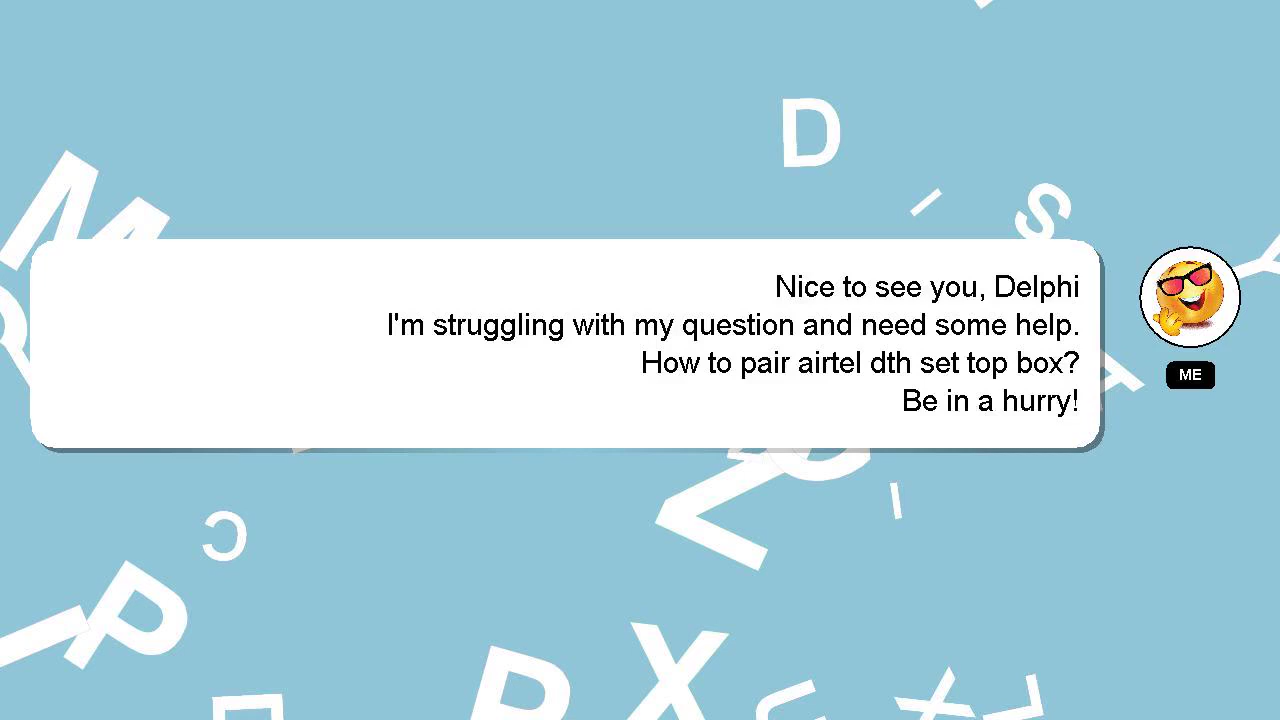 Nice to see you, Delphi
I'm struggling with my question and need some help.
How to pair airtel dth set top box?
Be in a hurry!
ME
M
D
I
S
A
Z
I
C
P
I
P
X
U
X